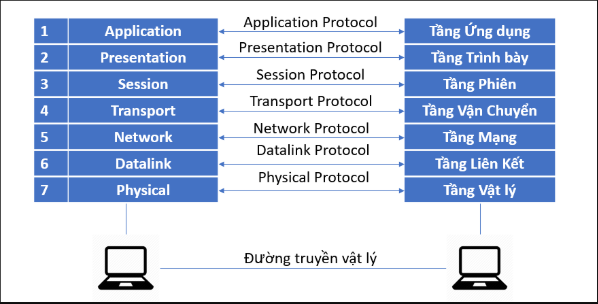 Application Protocol
1 Application Tầng Ứng dụng
Presentation Protocol
2 Presentation Tầng Trình bày
Session Protocol
3 Session Tầng Phiên
Transport Protocol
4 Transport Tầng Vận Chuyển
Network Protocol
5 Network Tầng Mạng
Datalink Protocol
6 Datalink Tầng Liên Kết
Physical Protocol
7 Physical Tầng Vật lý
Đường truyền vật lý